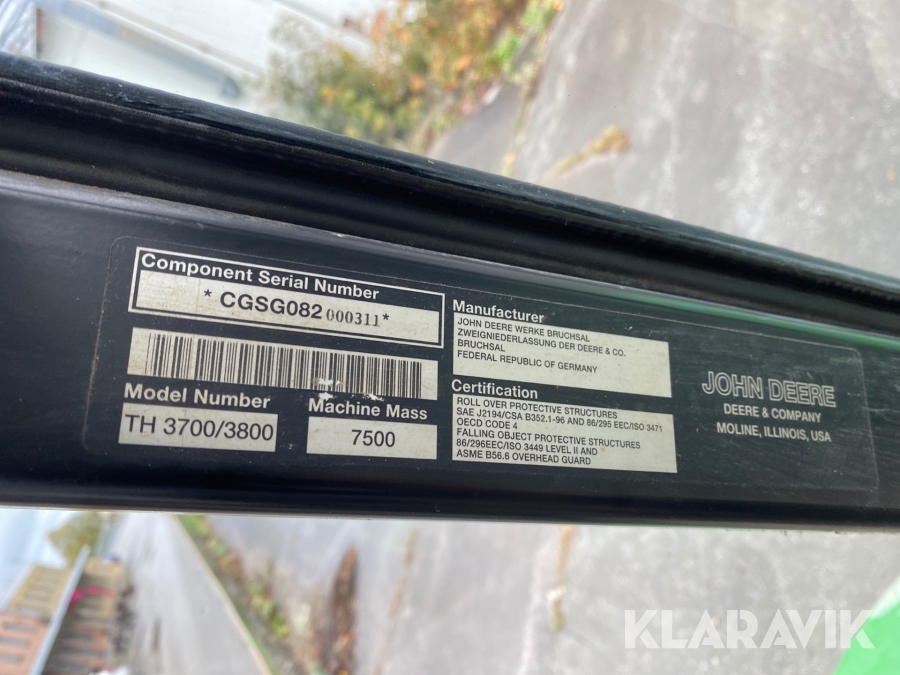 Component Serial Number
* CGSG082 000311*
Model Number
TH 3700/3800
Machine Mass
7500
Manufacturer
JOHN DEERE WERKE BRUCHSAL
ZWEIGNIEDERLASSUNG DER DEERE & CO.
BRUCHSAL
FEDERAL REPUBLIC OF GERMANY
Certification
ROLL OVER PROTECTIVE STRUCTURES
SAE J2194/CSA B352.1-96 AND 86/295 EEC/ISO 3471
OECD CODE 4
FALLING OBJECT PROTECTIVE STRUCTURES
86/296EEC/ISO 3449 LEVEL II AND
ASME B56.6 OVERHEAD GUARD
JOHN DEERE
DEERE & COMPANY
MOLINE, ILLINOIS, USA
KLARAVIK